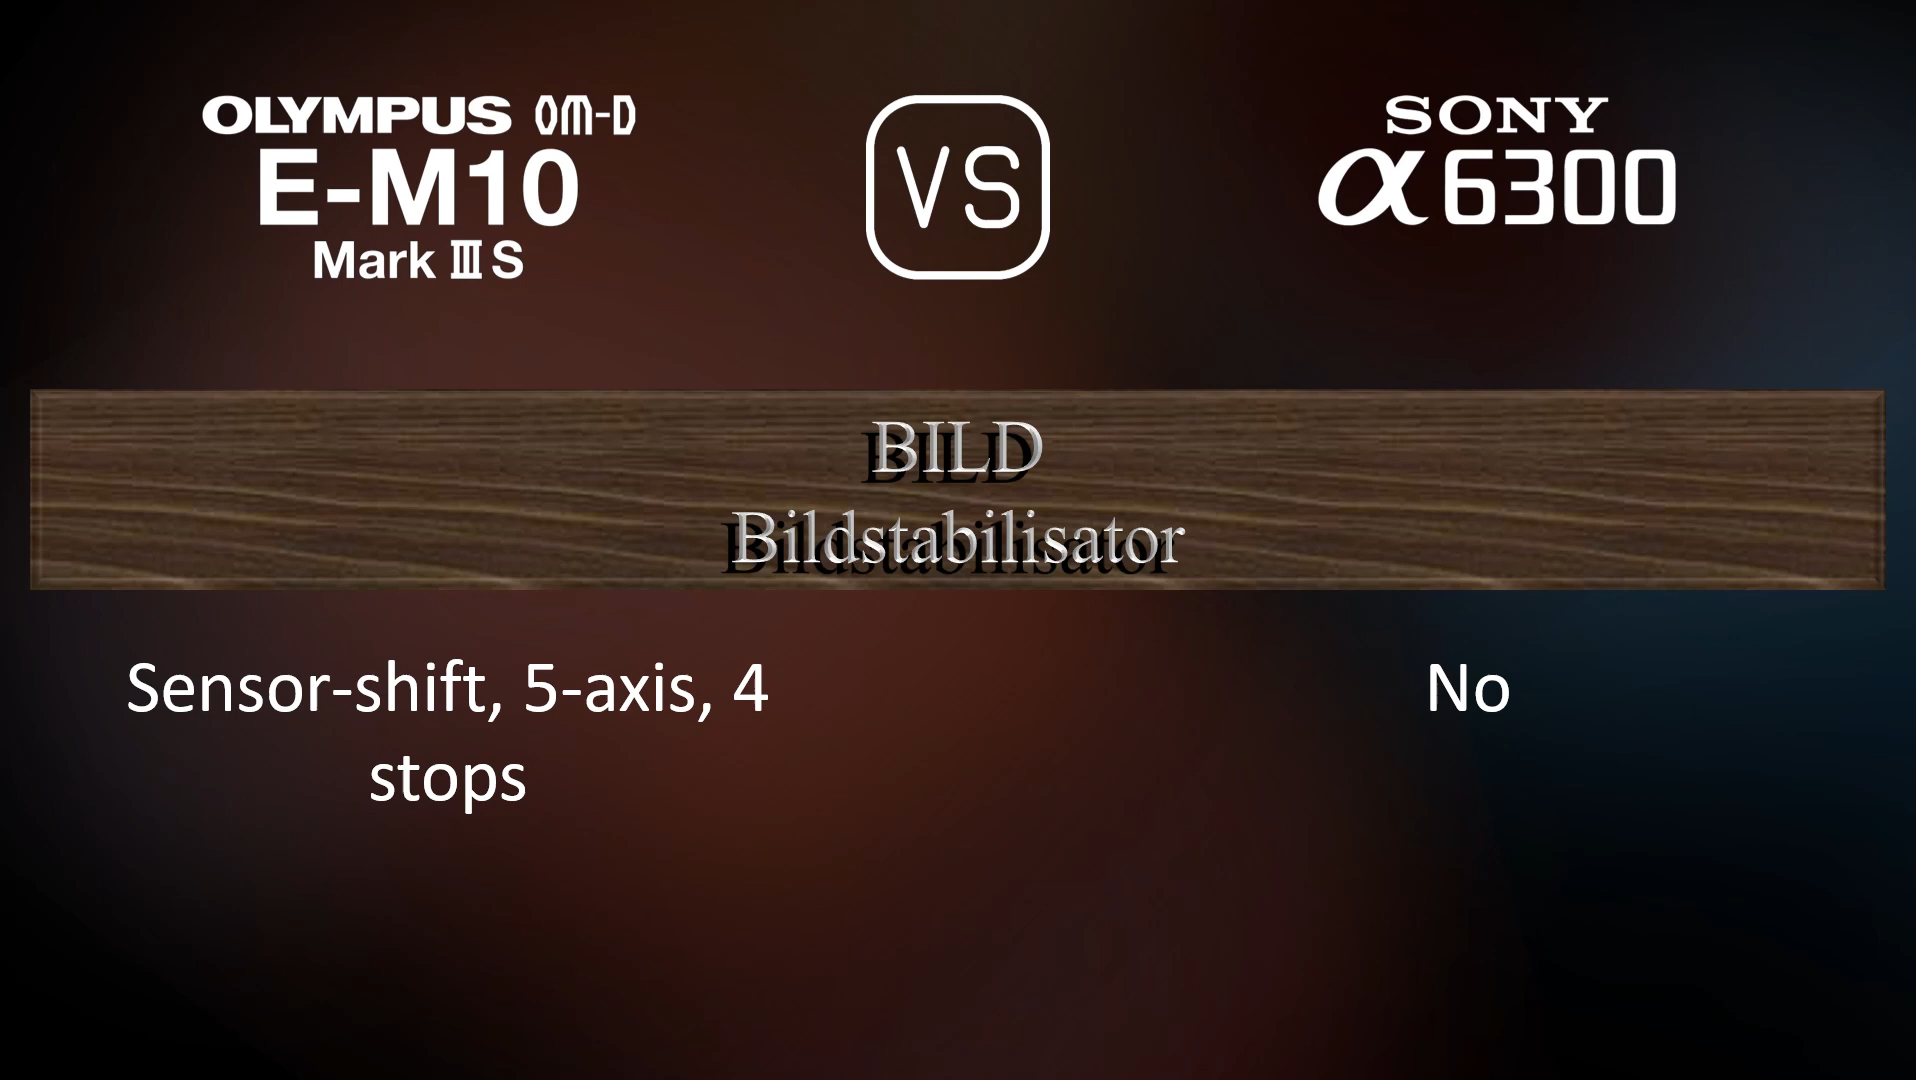 OLYMPUS OM-D
E-M10
Mark III S
VS
SONY
α6300
BILD
Bildstabilisator
Sensor-shift, 5-axis, 4
stops
No